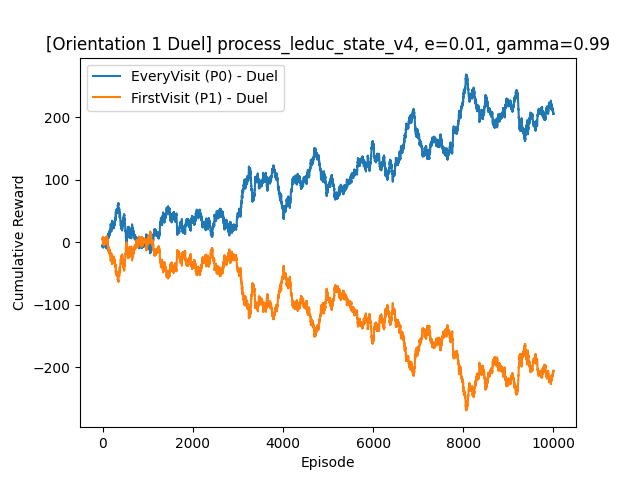 [Orientation 1 Duel] process_leduc_state_v4, e=0.01, gamma=0.99
EveryVisit (P0) - Duel
FirstVisit (P1) - Duel
200
100
0
−100
−200
Cumulative Reward
0 2000 4000 6000 8000 10000
Episode